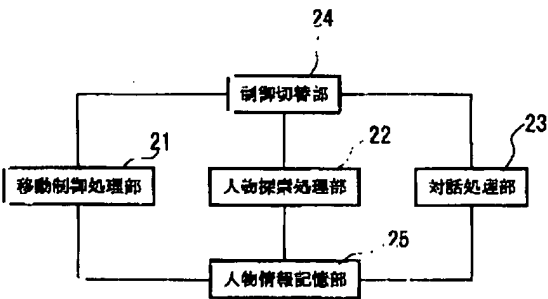 24
制御切替部
21
22
23
移動制御処理部
人物探索処理部
対話処理部
25
人物情報記憶部